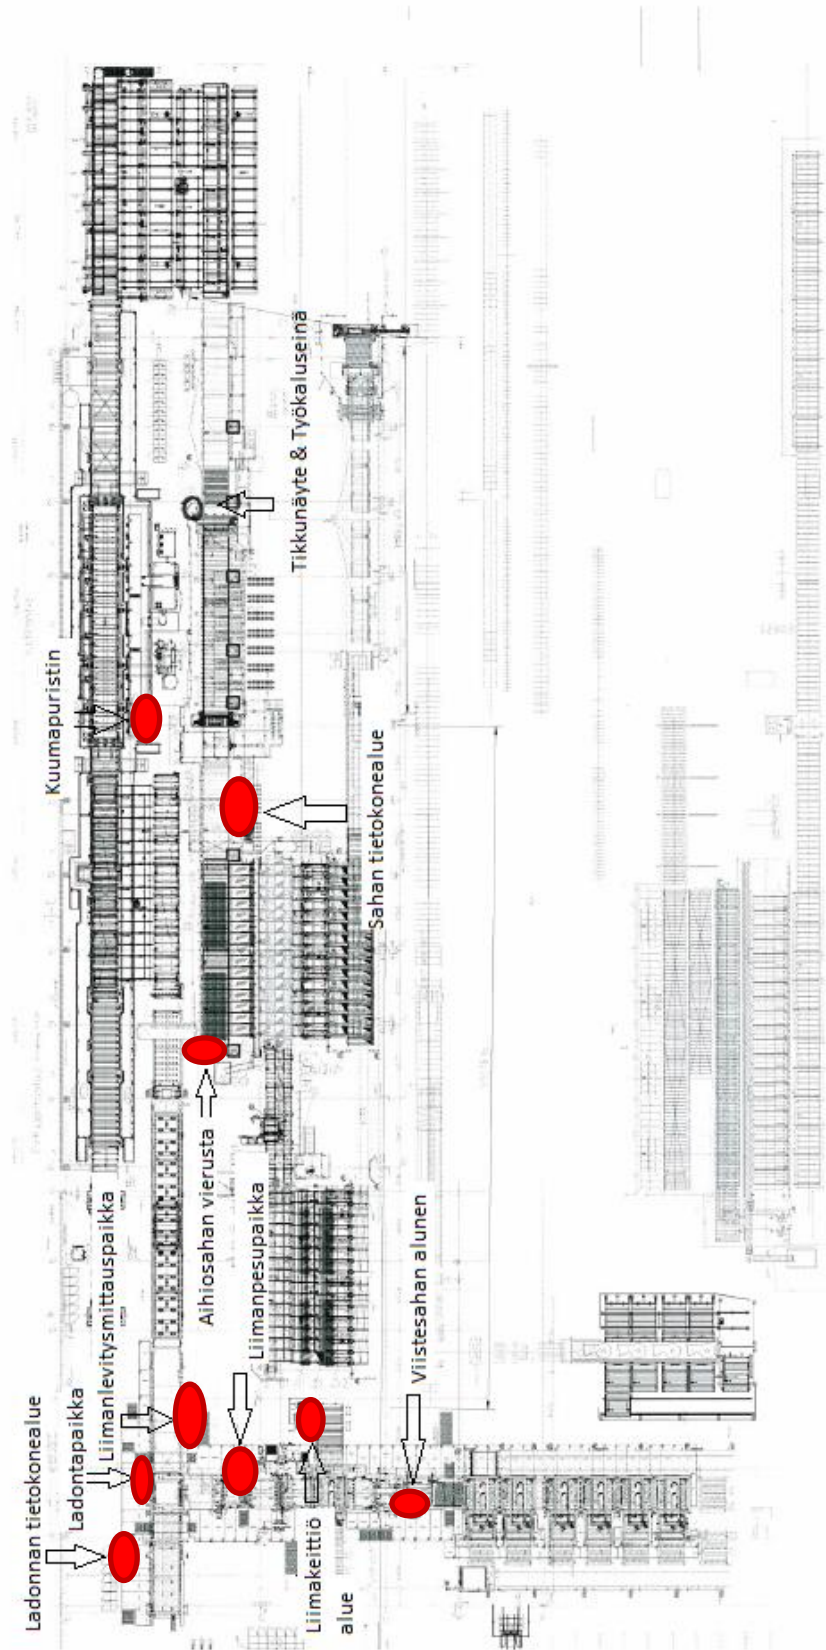 Kuumapuristin
Tikkunäyte & Työkaluseinä
Sahan tietokonealue
Aihiosahan vierusta
Liimanlevitysmittauspaikka
Liimanpesupaikka
Viistesahan alunen
Ladontapaikka
Ladonnan tietokonealue
Liimakeittiö
alue